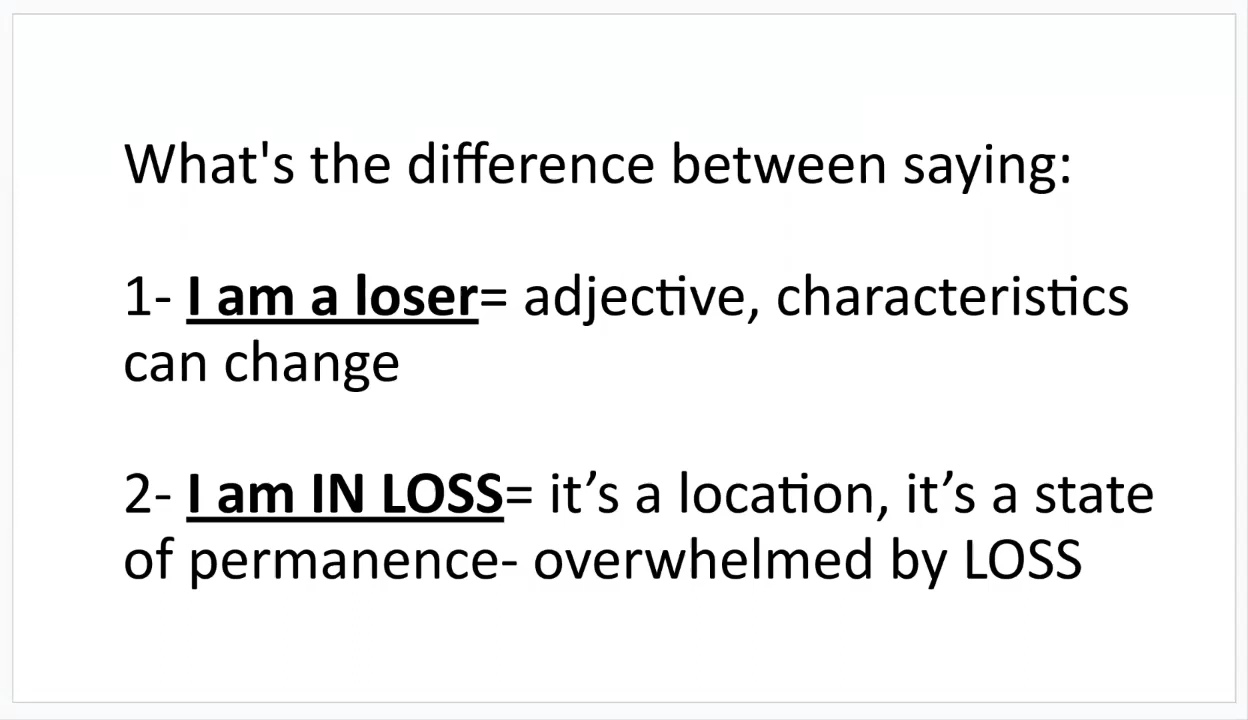 What's the difference between saying:
1- I am a loser= adjective, characteristics
can change
2- I am IN LOSS= it’s a location, it’s a state
of permanence- overwhelmed by LOSS